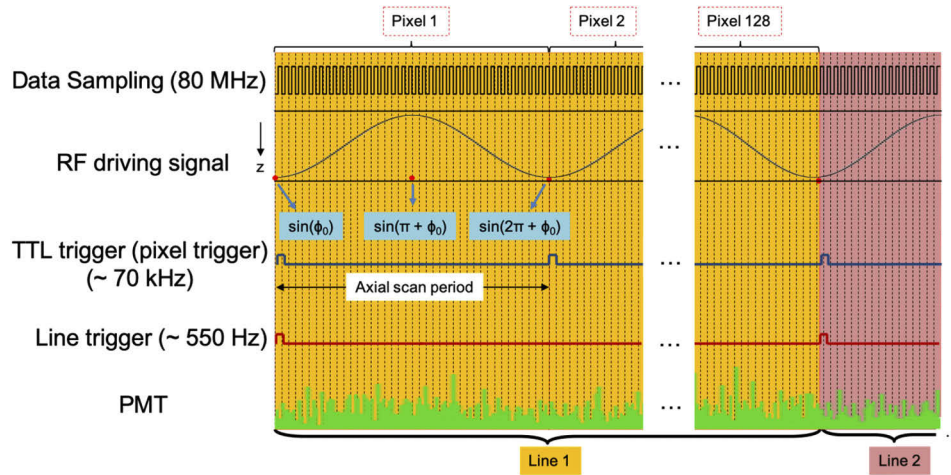 Pixel 1
Pixel 2
Pixel 128
Data Sampling (80 MHz)
...
z
RF driving signal
...
sin(ϕ₀)
sin(π + ϕ₀)
sin(2π + ϕ₀)
TTL trigger (pixel trigger)
(~ 70 kHz)
...
Axial scan period
Line trigger (~ 550 Hz)
...
PMT
...
Line 1
Line 2